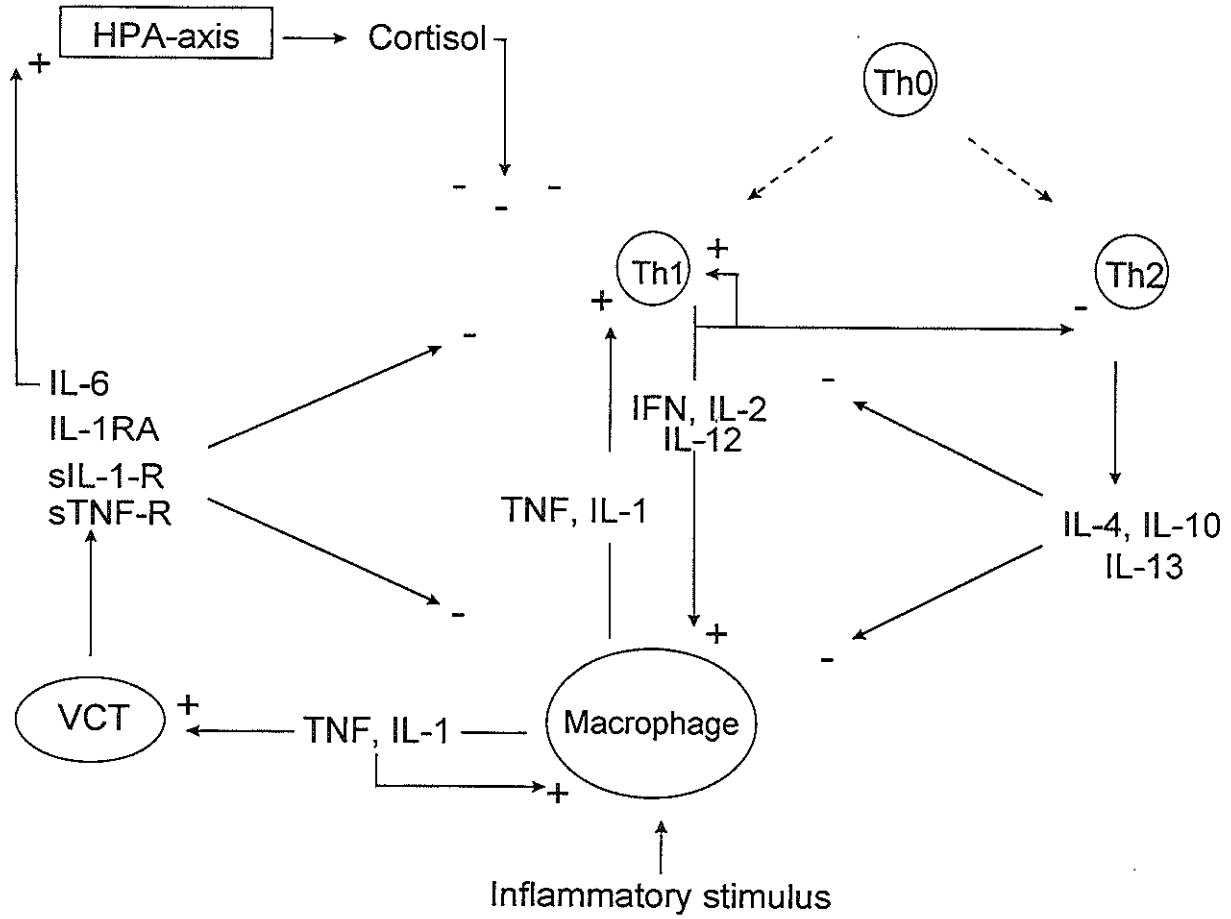 HPA-axis
Cortisol
+
Th0
- -
-
Th1
+
Th2
+
-
-
IL-6
IL-1RA
sIL-1-R
sTNF-R
-
IFN, IL-2
IL-12
TNF, IL-1
IL-4, IL-10
IL-13
-
+
-
VCT
+
TNF, IL-1
Macrophage
+
Inflammatory stimulus